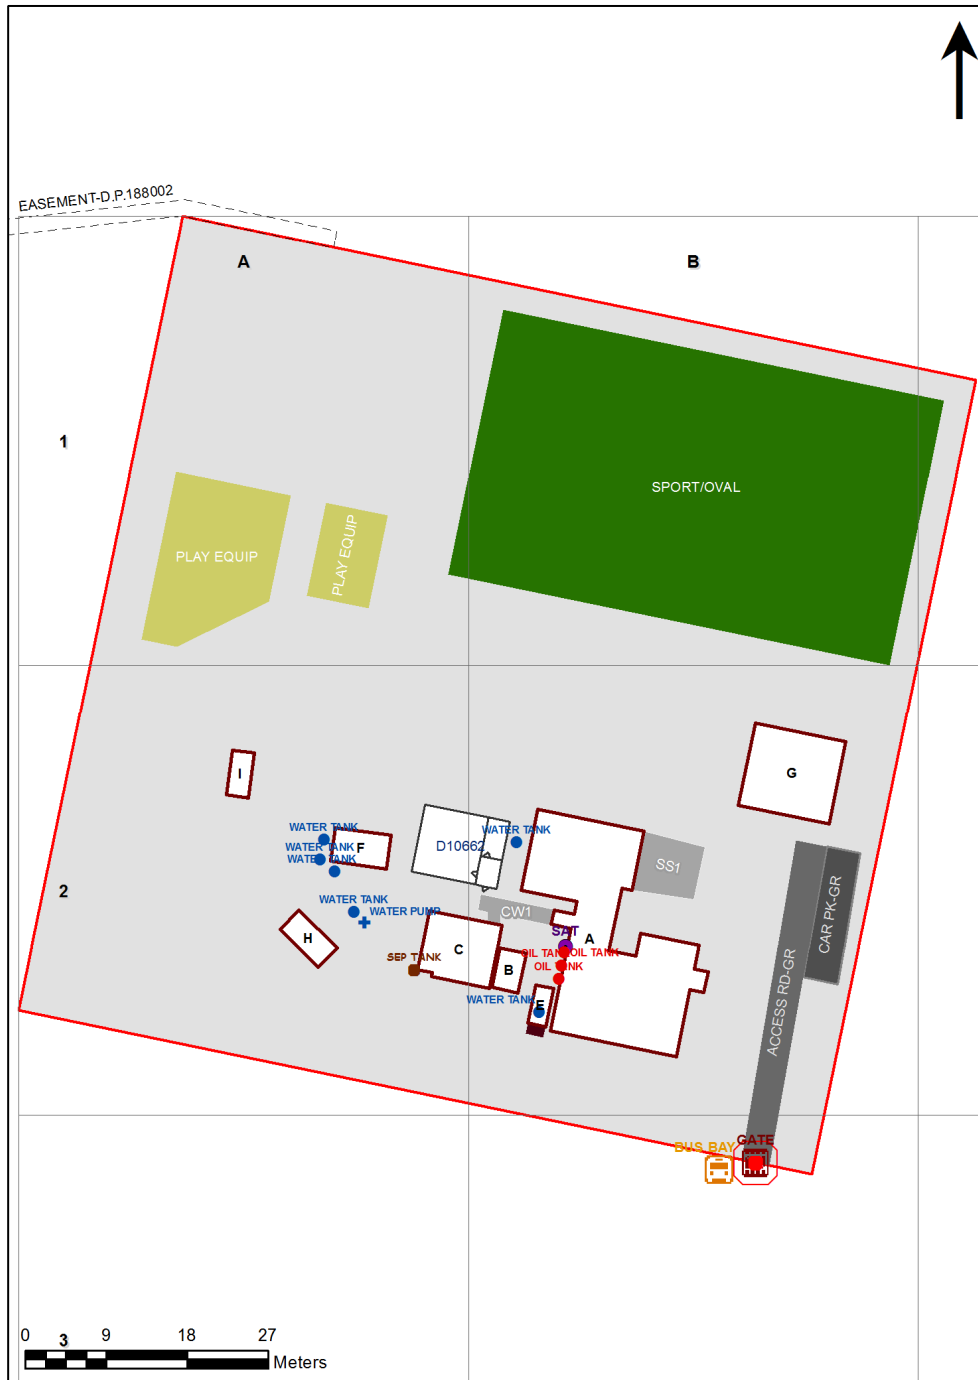 EASEMENT-D.P.188002
A
B
1
SPORT/OVAL
PLAY EQUIP
PLAY EQUIP
I
G
WATER TANK
WATER TANK
WATER TANK
F
D10662
WATER TANK
SS1
2
WATER TANK
WATER PUMP
CW1
H
SAT
A
C
SEP TANK
B
OIL TANK
OIL TANK
OIL TANK
WATER TANK
E
ACCESS RD-GR
CAR PK-GR
BUS BAY
GATE
0 9 18 27
3
Meters